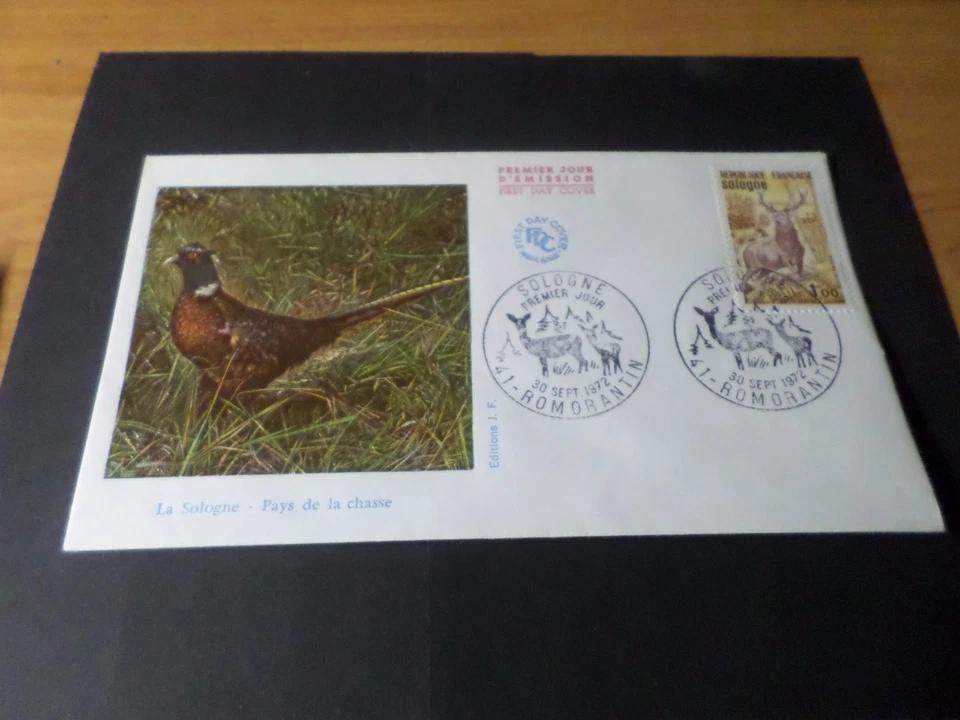 PREMIER JOUR
D'ÉMISSION
FIRST DAY COVER
FIRST DAY COVER
FDC
REPUBLIQUE FRANÇAISE
sologne
1,00
SOLOGNE
PREMIER JOUR
30 SEPT. 1972
41-ROMORANTIN
30 SEPT. 1972
41-ROMORANTIN
Editions J. F.
La Sologne - Pays de la chasse